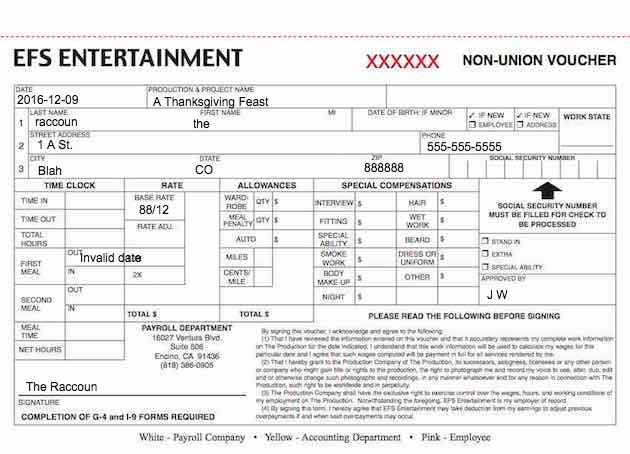 EFS ENTERTAINMENT XXXXXX NON-UNION VOUCHER
DATE PRODUCTION & PROJECT NAME
2016-12-09 A Thanksgiving Feast
LAST NAME FIRST NAME MI DATE OF BIRTH: IF MINOR ✓ IF NEW ✓ IF NEW WORK STATE
1 raccoun the EMPLOYEE ADDRESS
STREET ADDRESS PHONE
2 1 A St. 555-555-5555
CITY STATE ZIP SOCIAL SECURITY NUMBER
3 Blah CO 888888
TIME CLOCK RATE ALLOWANCES SPECIAL COMPENSATIONS
TIME IN
BASE RATE
88/12
WARD-ROBE QTY $
INTERVIEW $
HAIR $
SOCIAL SECURITY NUMBER
MUST BE FILLED FOR CHECK TO
BE PROCESSED
TIME OUT
RATE ADJ.
MEAL PENALTY QTY $
FITTING $
WET WORK $
TOTAL HOURS
AUTO $
SPECIAL ABILITY $
BEARD $
STAND IN
EXTRA
SPECIAL ABILITY
FIRST MEAL
OUT Invalid date
IN
2X
MILES
SMOKE WORK $
DRESS OR UNIFORM $
CENTS/MILE
BODY MAKE-UP $
OTHER $
APPROVED BY
J W
SECOND MEAL
OUT
IN
NIGHT $
TOTAL $ TOTAL $
PLEASE READ THE FOLLOWING BEFORE SIGNING
MEAL TIME
NET HOURS
PAYROLL DEPARTMENT
16027 Ventura Blvd.
Suite 506
Encino, CA 91436
(818) 386-0905
By signing this voucher, I acknowledge and agree to the following:
(1) That I have reviewed the information entered on this voucher and that it accurately represents my complete work information
on The Production for the date indicated. I understand that this work information will be used to calculate my wages for this
particular date and I agree that such wages computed will be payment in full for all services rendered by me.
(2) That I hereby grant to the Production Company of The Production, its successors, assignees, licensees or any other person
or company who might gain title or rights to the production, the right to photograph me and record my voice to use, alter, dub, edit
and or otherwise change such photographs and recordings, in any manner whatsoever and for any reason in connection with The
Production, such right to be worldwide and in perpetuity.
(3) The Production Company shall have the exclusive right to exercise control over the wages, hours, and working conditions of
my employment on The Production. Notwithstanding the foregoing, EFS Entertainment is my employer of record.
(4) By signing this form, I hereby agree that EFS Entertainment may take deduction from my earnings to adjust previous
overpayments if and when said overpayments may occur.
The Raccoun
SIGNATURE
COMPLETION OF G-4 and I-9 FORMS REQUIRED
White - Payroll Company • Yellow - Accounting Department • Pink - Employee